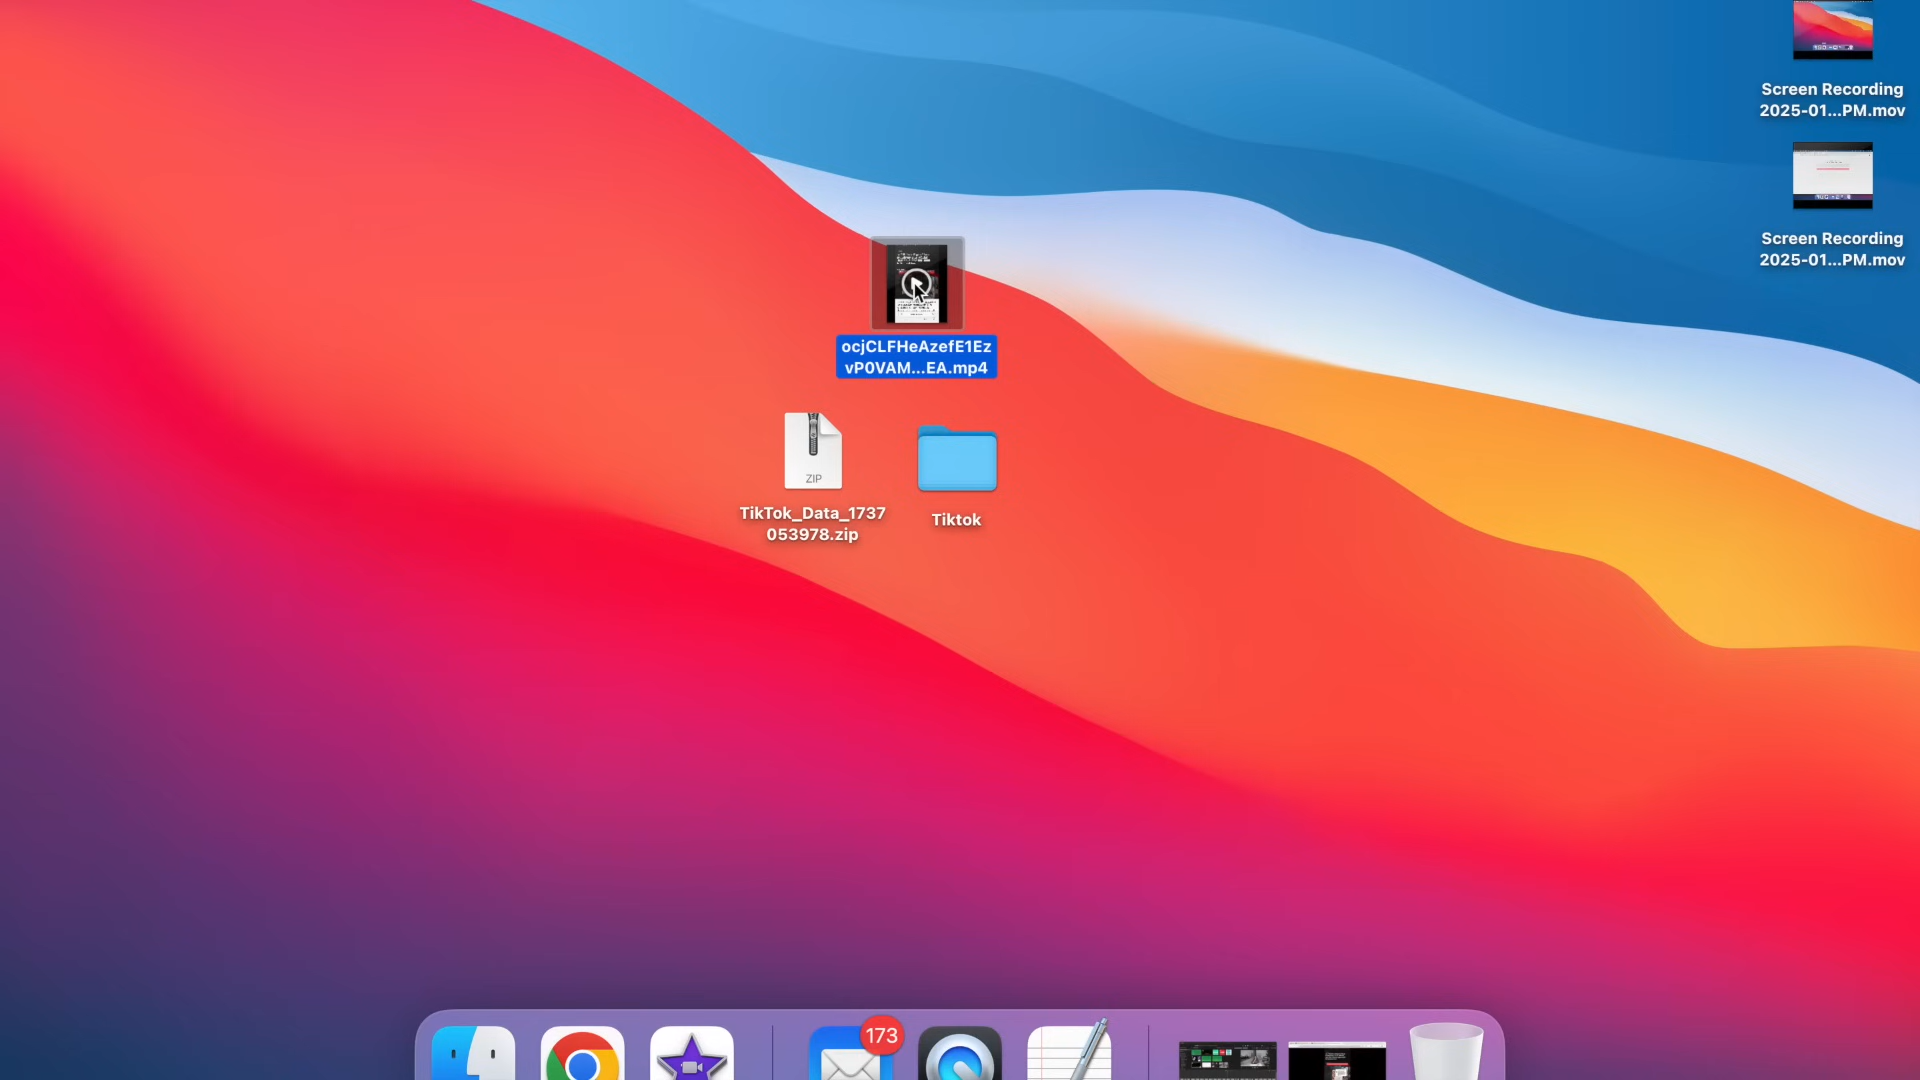 Screen Recording
2025-01...PM.mov
Screen Recording
2025-01...PM.mov
ocjCLFHeAzefE1Ez
vP0VAM...EA.mp4
ZIP
TikTok_Data_1737
053978.zip
Tiktok
173